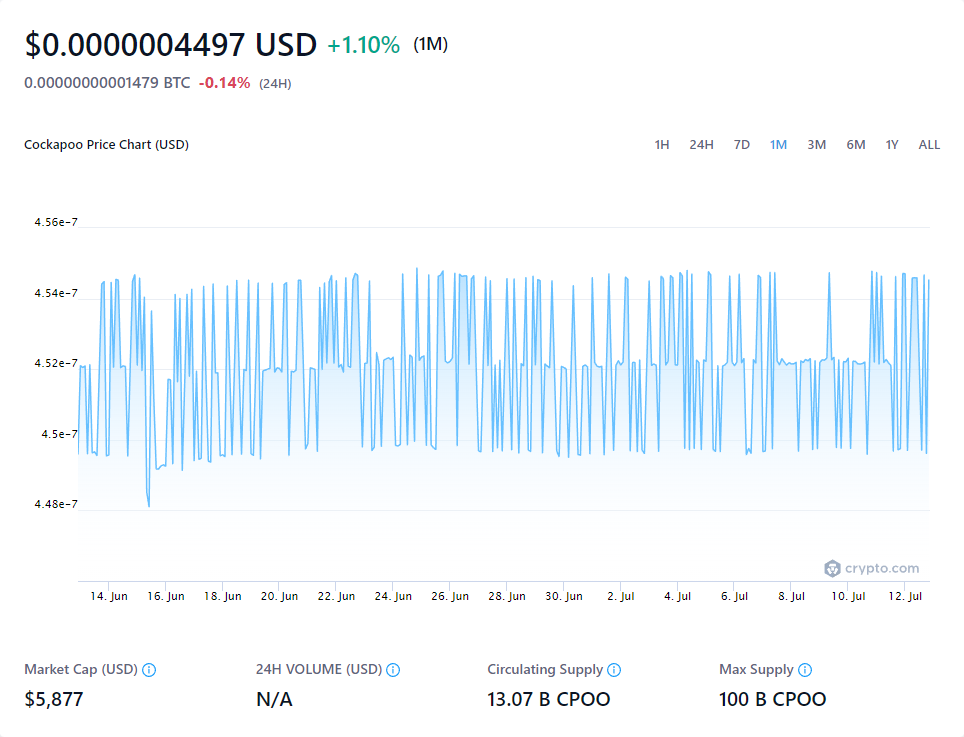 $0.0000004497 USD +1.10% (1M)
0.00000000001479 BTC -0.14% (24H)
Cockapoo Price Chart (USD) 1H 24H 7D 1M 3M 6M 1Y ALL
4.56e-7
4.54e-7
4.52e-7
4.5e-7
4.48e-7
crypto.com
14. Jun 16. Jun 18. Jun 20. Jun 22. Jun 24. Jun 26. Jun 28. Jun 30. Jun 2. Jul 4. Jul 6. Jul 8. Jul 10. Jul 12. Jul
Market Cap (USD) 24H VOLUME (USD) Circulating Supply Max Supply
$5,877 N/A 13.07 B CPOO 100 B CPOO